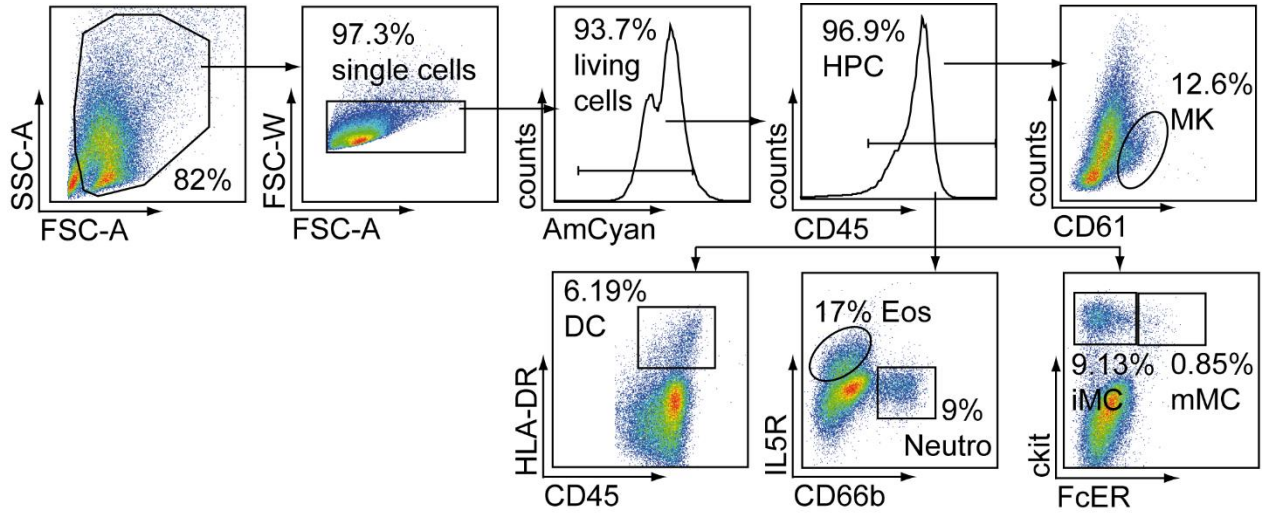 SSC-A
82%
FSC-A
97.3%
single cells
FSC-W
FSC-A
93.7%
living
cells
counts
AmCyan
96.9%
HPC
counts
CD45
12.6%
MK
counts
CD61
6.19%
DC
HLA-DR
CD45
17% Eos
9%
Neutro
IL5R
CD66b
9.13%
iMC
0.85%
mMC
ckit
FcER